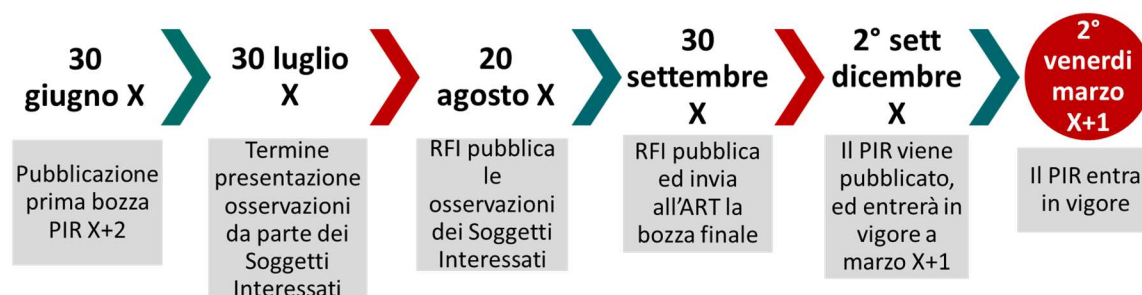 30
giugno X
Pubblicazione
prima bozza
PIR X+2
30 luglio
X
Termine
presentazione
osservazioni
da parte dei
Soggetti
Interessati
20
agosto X
RFI pubblica
le
osservazioni
dei Soggetti
Interessati
30
settembre
X
RFI pubblica
ed invia
all’ART la
bozza finale
2° sett
dicembre
X
Il PIR viene
pubblicato,
ed entrerà in
vigore a
marzo X+1
2°
venerdi
marzo
X+1
Il PIR entra
in vigore